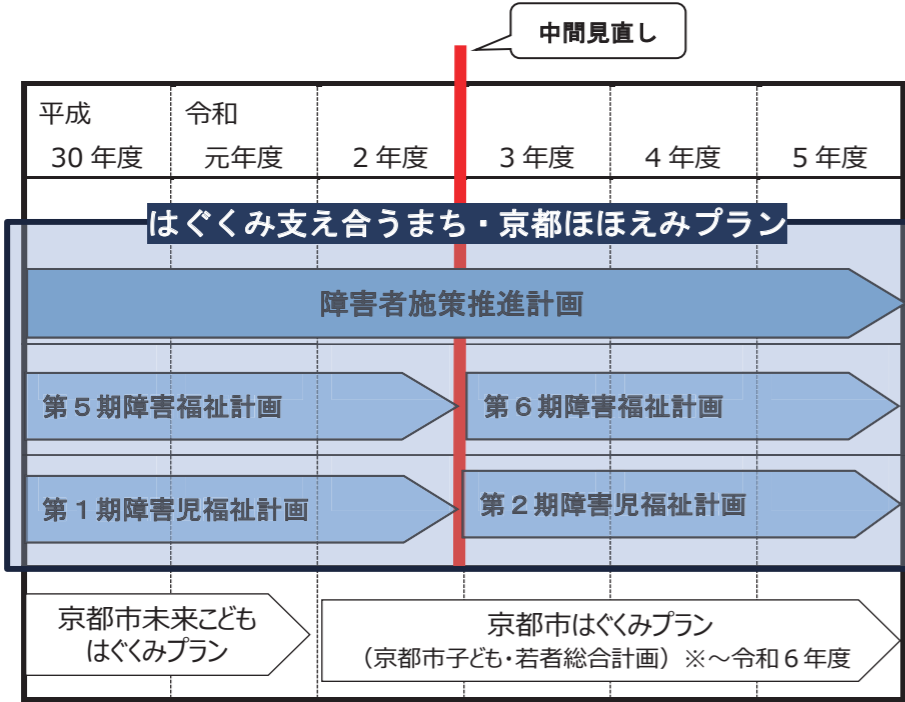 中間見直し
平成
令和
30 年度
元年度
2 年度
3 年度
4 年度
5 年度
はぐくみ支え合うまち・京都ほほえみプラン
障害者施策推進計画
第５期障害福祉計画
第６期障害福祉計画
第１期障害児福祉計画
第２期障害児福祉計画
京都市未来こども
はぐくみプラン
京都市はぐくみプラン
（京都市子ども・若者総合計画）※～令和６年度